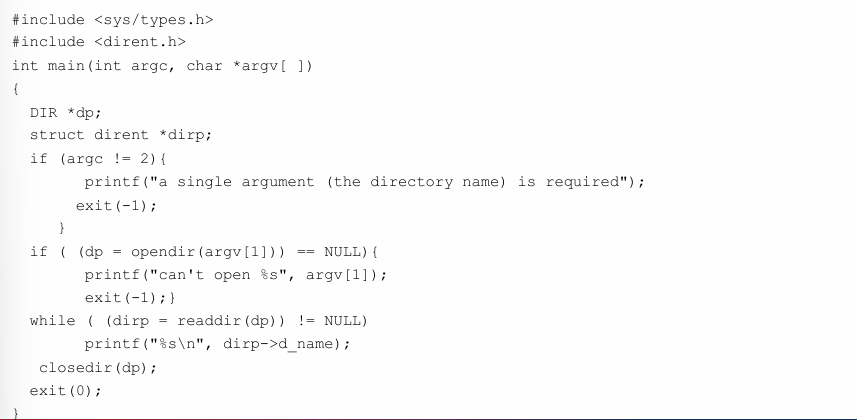 #include <sys/types.h>
#include <dirent.h>
int main(int argc, char *argv[ ])
{
DIR *dp;
struct dirent *dirp;
if (argc != 2){
printf("a single argument (the directory name) is required");
exit(-1);
}
if ( (dp = opendir(argv[1])) == NULL){
printf("can't open %s", argv[1]);
exit(-1);}
while ( (dirp = readdir(dp)) != NULL)
printf("%s\n", dirp->d_name);
closedir(dp);
exit(0);
}